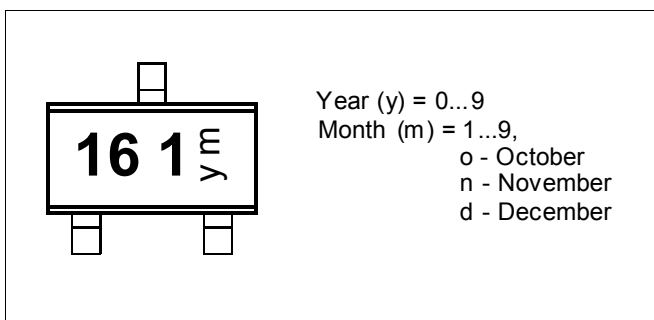 16 1 y m
Year (y) = 0...9
Month (m) = 1...9,
o - October
n - November
d - December